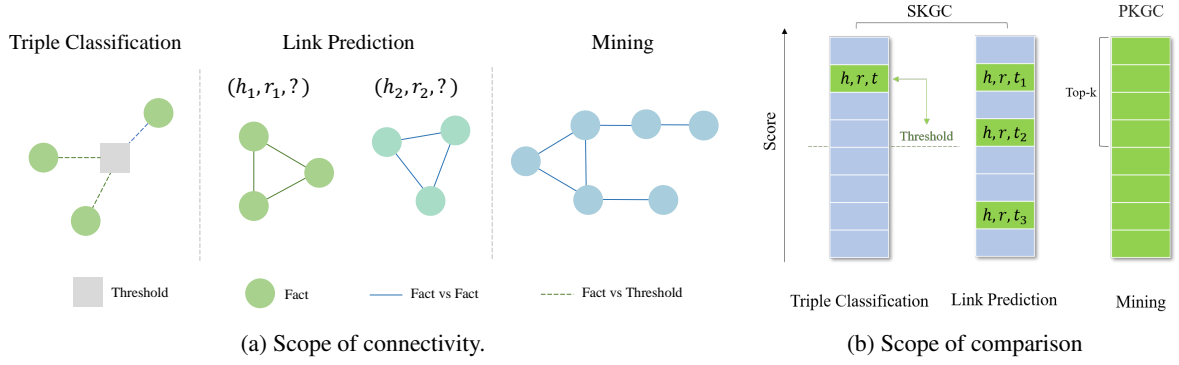 Triple Classification
Link Prediction
Mining
(h₁, r₁, ?)
(h₂, r₂, ?)
Threshold
Fact
Fact vs Fact
Fact vs Threshold
(a) Scope of connectivity.
SKGC
PKGC
Score
h, r, t
Threshold
h, r, t₁
h, r, t₂
h, r, t₃
Top-k
Triple Classification
Link Prediction
Mining
(b) Scope of comparison